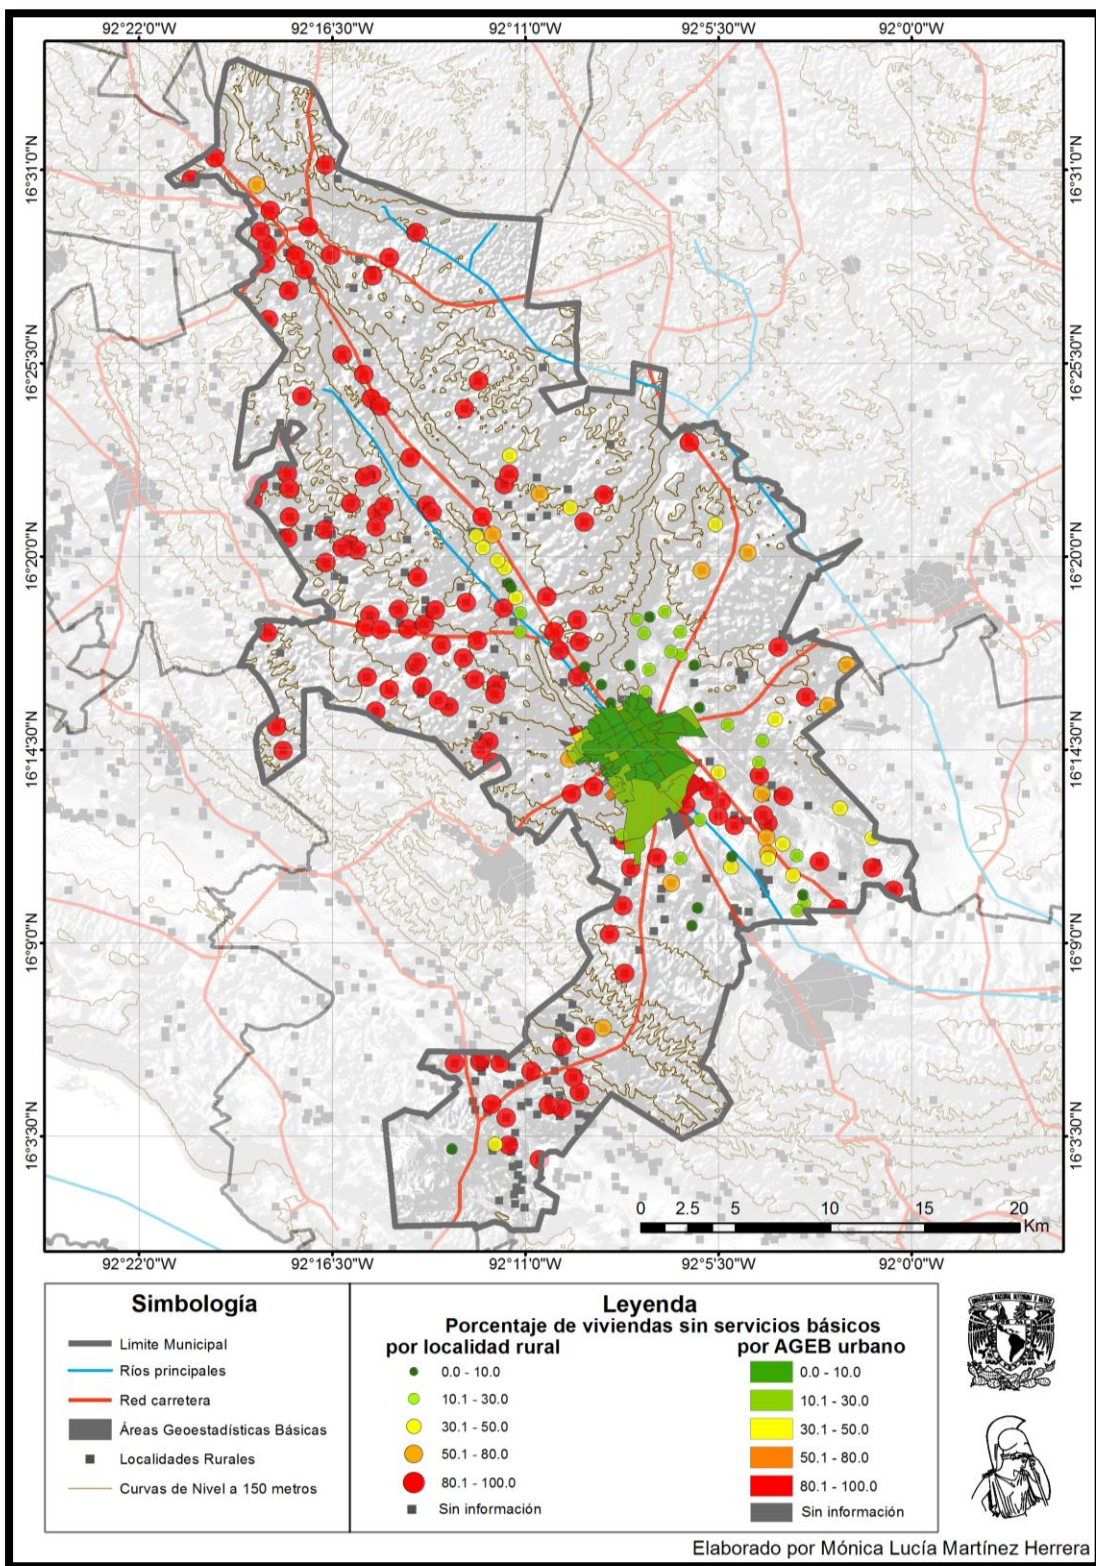 92°22'0"W 92°16'30"W 92°11'0"W 92°5'30"W 92°0'0"W
16°31'0"N 16°31'0"N
16°25'30"N 16°25'30"N
16°20'0"N 16°20'0"N
16°14'30"N 16°14'30"N
16°9'0"N 16°9'0"N
16°3'30"N 16°3'30"N
0 2.5 5 10 15 20
Km
92°22'0"W 92°16'30"W 92°11'0"W 92°5'30"W 92°0'0"W
Simbología
Limite Municipal
Ríos principales
Red carretera
Áreas Geoestadísticas Básicas
Localidades Rurales
Curvas de Nivel a 150 metros
Leyenda
Porcentaje de viviendas sin servicios básicos
por localidad rural
0.0 - 10.0
10.1 - 30.0
30.1 - 50.0
50.1 - 80.0
80.1 - 100.0
Sin información
por AGEB urbano
0.0 - 10.0
10.1 - 30.0
30.1 - 50.0
50.1 - 80.0
80.1 - 100.0
Sin información
Elaborado por Mónica Lucía Martínez Herrera